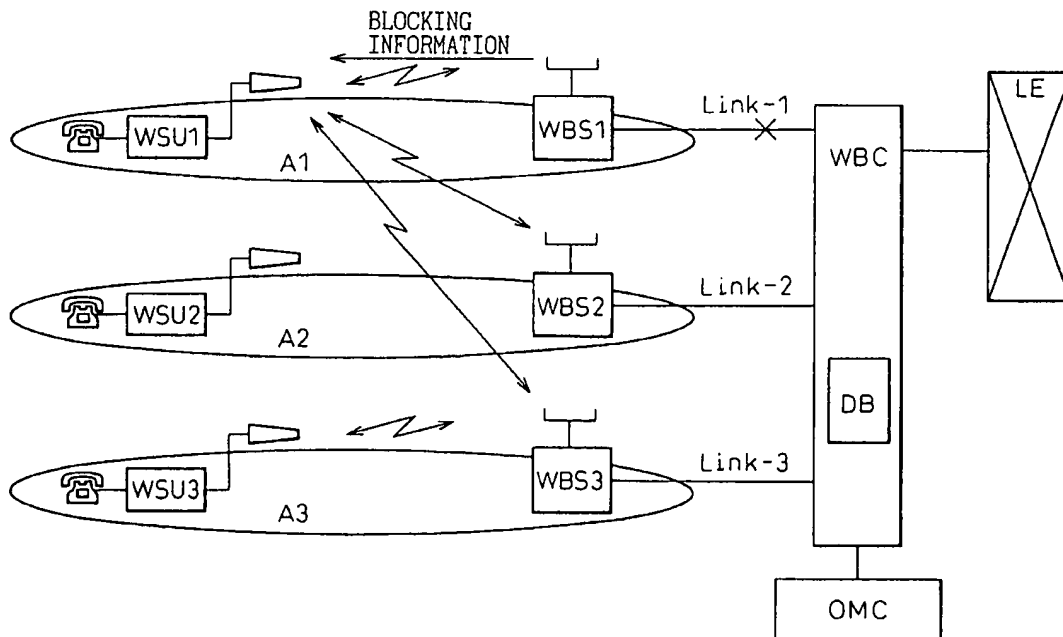 BLOCKING
INFORMATION
WSU1
A1
WBS1
Link-1
WBC
LE
WSU2
A2
WBS2
Link-2
DB
WSU3
A3
WBS3
Link-3
OMC